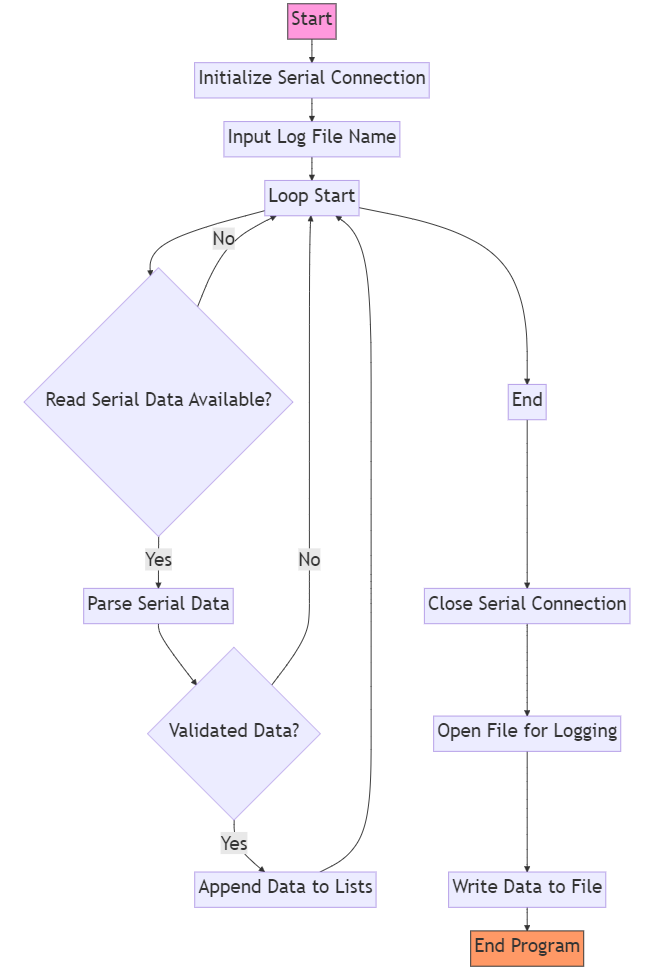 Start
Initialize Serial Connection
Input Log File Name
Loop Start
No
Read Serial Data Available?
End
Yes
No
Parse Serial Data
Close Serial Connection
Validated Data?
Open File for Logging
Yes
Append Data to Lists
Write Data to File
End Program